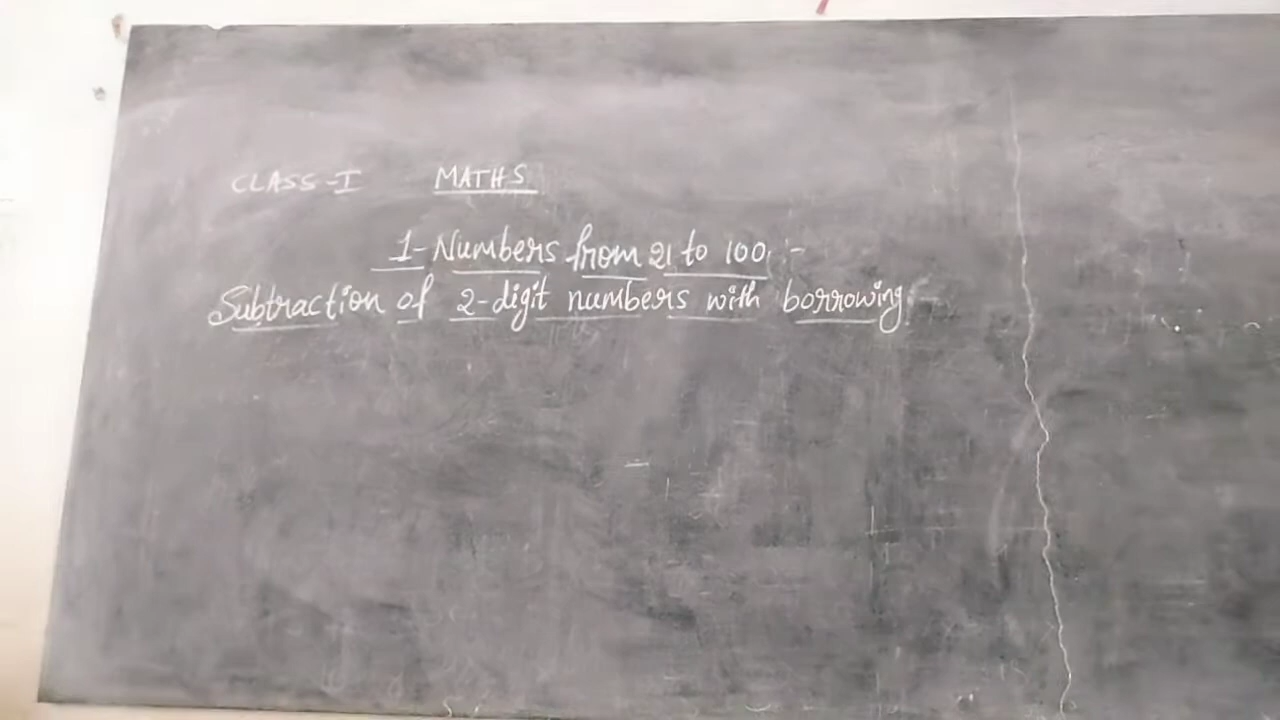 CLASS-I MATHS
1-Numbers from 21 to 100 :-
Subtraction of 2-digit numbers with borrowing:-